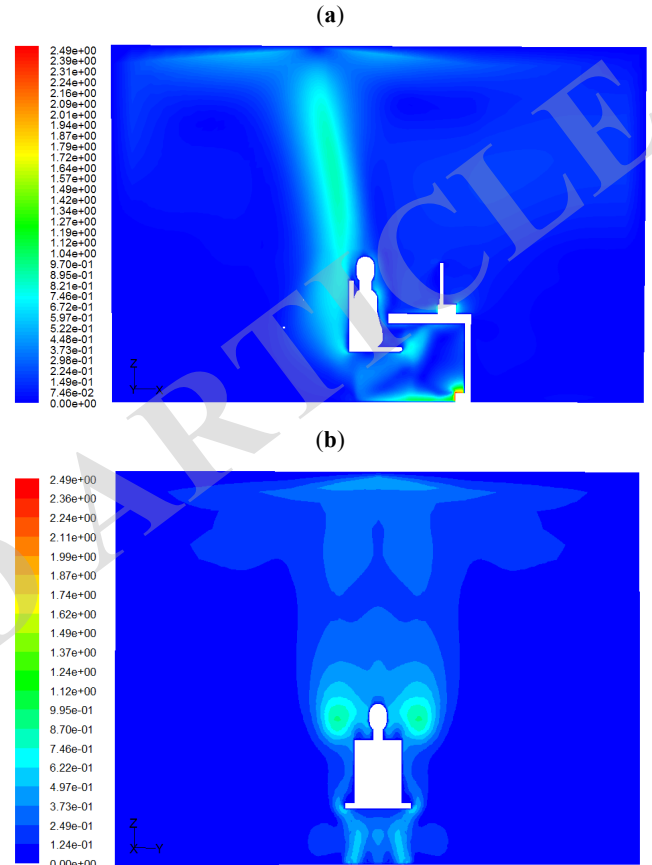 (a)
2.49e+00
2.39e+00
2.31e+00
2.24e+00
2.16e+00
2.09e+00
2.01e+00
1.94e+00
1.87e+00
1.79e+00
1.72e+00
1.64e+00
1.57e+00
1.49e+00
1.42e+00
1.34e+00
1.27e+00
1.19e+00
1.12e+00
1.04e+00
9.70e-01
8.95e-01
8.21e-01
7.46e-01
6.72e-01
5.97e-01
5.22e-01
4.48e-01
3.73e-01
2.98e-01
2.24e-01
1.49e-01
7.46e-02
0.00e+00
Z
Y X
(b)
2.49e+00
2.36e+00
2.24e+00
2.11e+00
1.99e+00
1.87e+00
1.74e+00
1.62e+00
1.49e+00
1.37e+00
1.24e+00
1.12e+00
9.95e-01
8.70e-01
7.46e-01
6.22e-01
4.97e-01
3.73e-01
2.49e-01
1.24e-01
0.00e+00
Z
X Y
ARTICLE